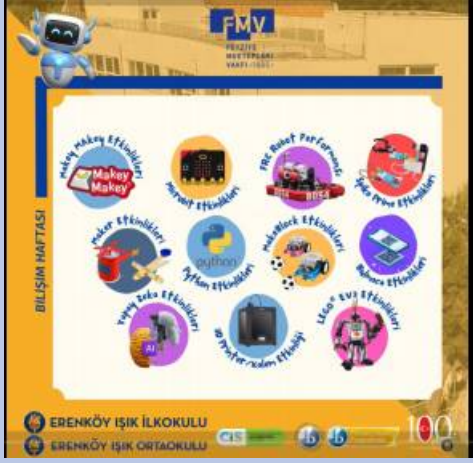 FMV
FEYZİYE
MEKTEPLERİ
VAKFI
BİLİŞİM HAFTASI
Makey Makey Etkinlikleri
Makey
Makey
Microbit Etkinlikleri
FRC Robot Performansı
Spike Prime Etkinlikleri
Maker Etkinlikleri
Python Etkinlikleri
python
MakeBlock Etkinlikleri
Bulmaca Etkinlikleri
Yapay Zeka Etkinlikleri
AI
3D Printer/Kalem Etkinliği
LEGO® EV3 Etkinlikleri
ERENKÖY IŞIK İLKOKULU
ERENKÖY IŞIK ORTAOKULU
CIS
100